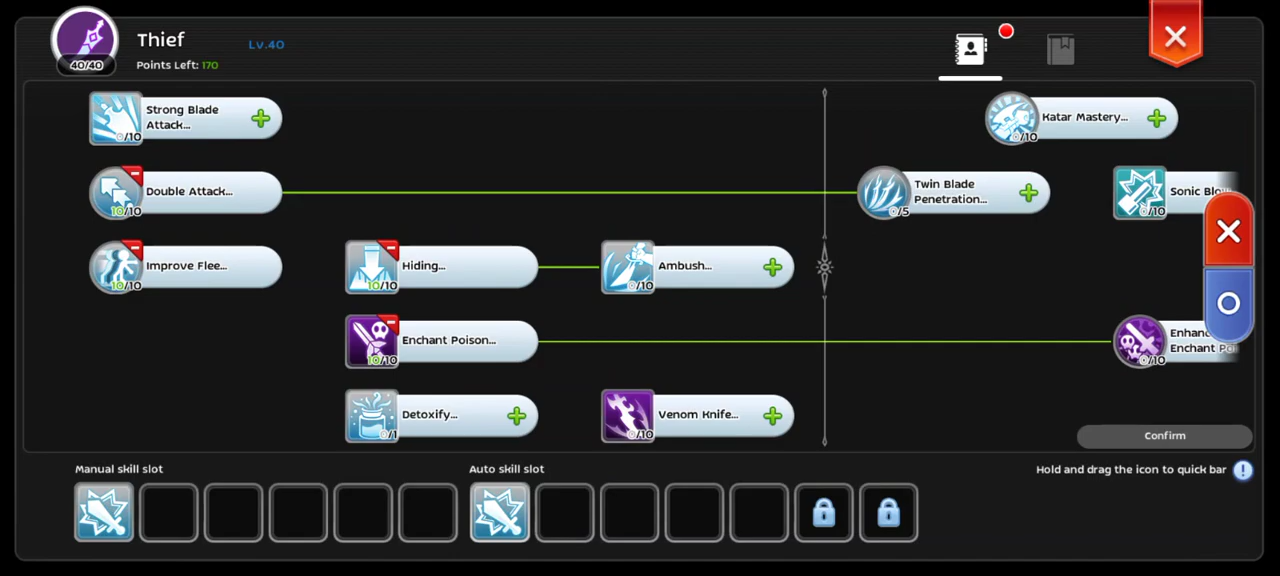 Thief
Lv.40
40/40
Points Left: 170
Strong Blade
Attack...
0/10
Katar Mastery...
0/10
Double Attack...
10/10
Twin Blade
Penetration...
0/5
Sonic Blo
0/10
Improve Flee...
10/10
Hiding...
10/10
Ambush...
0/10
Enchant Poison...
10/10
Enhanc
Enchant Po
0/10
Detoxify...
0/1
Venom Knife...
0/10
Confirm
Manual skill slot
Auto skill slot
Hold and drag the icon to quick bar